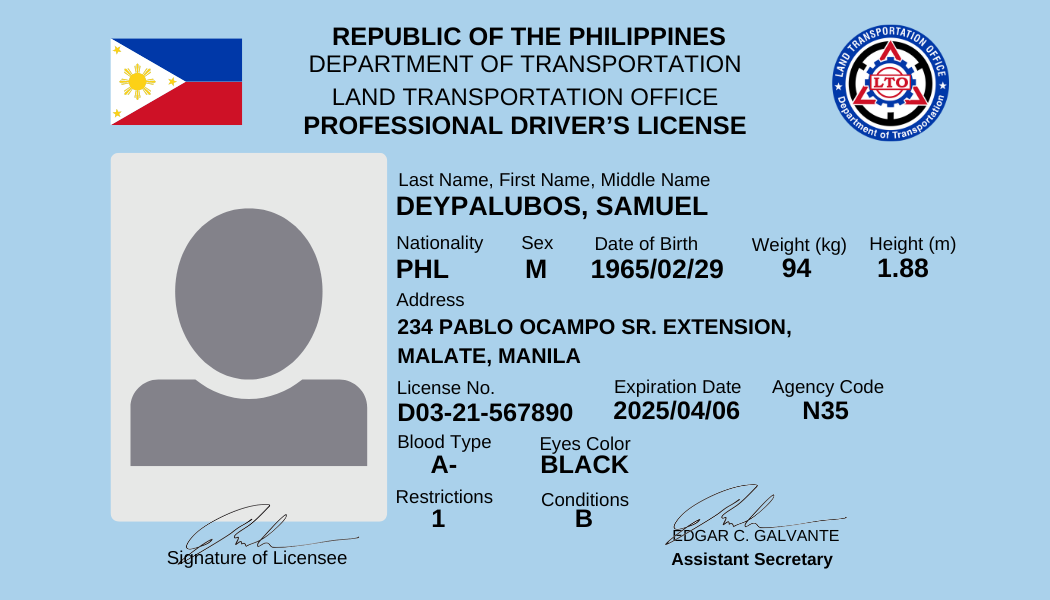 REPUBLIC OF THE PHILIPPINES
DEPARTMENT OF TRANSPORTATION
LAND TRANSPORTATION OFFICE
PROFESSIONAL DRIVER’S LICENSE
LAND TRANSPORTATION OFFICE
LTO
Department of Transportation
Last Name, First Name, Middle Name
DEYPALUBOS, SAMUEL
Nationality Sex Date of Birth Weight (kg) Height (m)
PHL M 1965/02/29 94 1.88
Address
234 PABLO OCAMPO SR. EXTENSION,
MALATE, MANILA
License No. Expiration Date Agency Code
D03-21-567890 2025/04/06 N35
Blood Type Eyes Color
A- BLACK
Restrictions Conditions
1 B
Signature of Licensee
EDGAR C. GALVANTE
Assistant Secretary